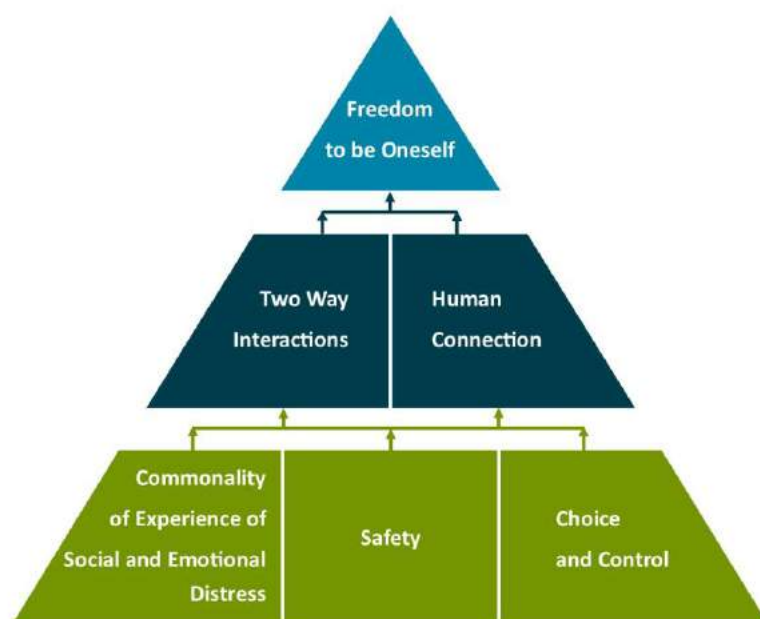 Freedom
to be Oneself
Two Way
Interactions
Human
Connection
Commonality
of Experience of
Social and Emotional
Distress
Safety
Choice
and Control